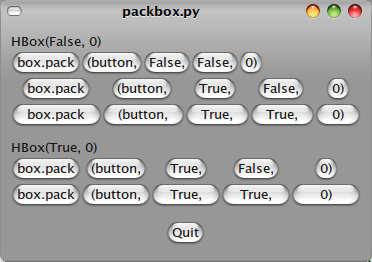 packbox.py
HBox(False, 0)
box.pack (button, False, False, 0)
box.pack (button, True, False, 0)
box.pack (button, True, True, 0)
HBox(True, 0)
box.pack (button, True, False, 0)
box.pack (button, True, True, 0)
Quit